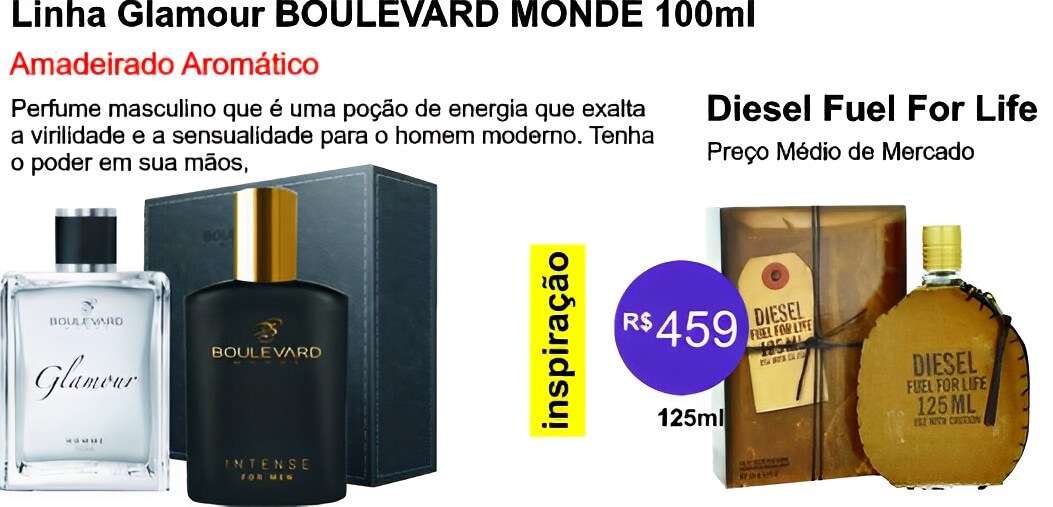 Linha Glamour BOULEVARD MONDE 100ml
Amadeirado Aromático
Perfume masculino que é uma poção de energia que exalta
a virilidade e a sensualidade para o homem moderno. Tenha
o poder em sua mãos,
Diesel Fuel For Life
Preço Médio de Mercado
BOULEVARD
Glamour
BOULEVARD
INTENSE
FOR MEN
inspiração
R$ 459
125ml
DIESEL
FUEL FOR LIFE
125 ML
DIESEL
FUEL FOR LIFE
125 ML